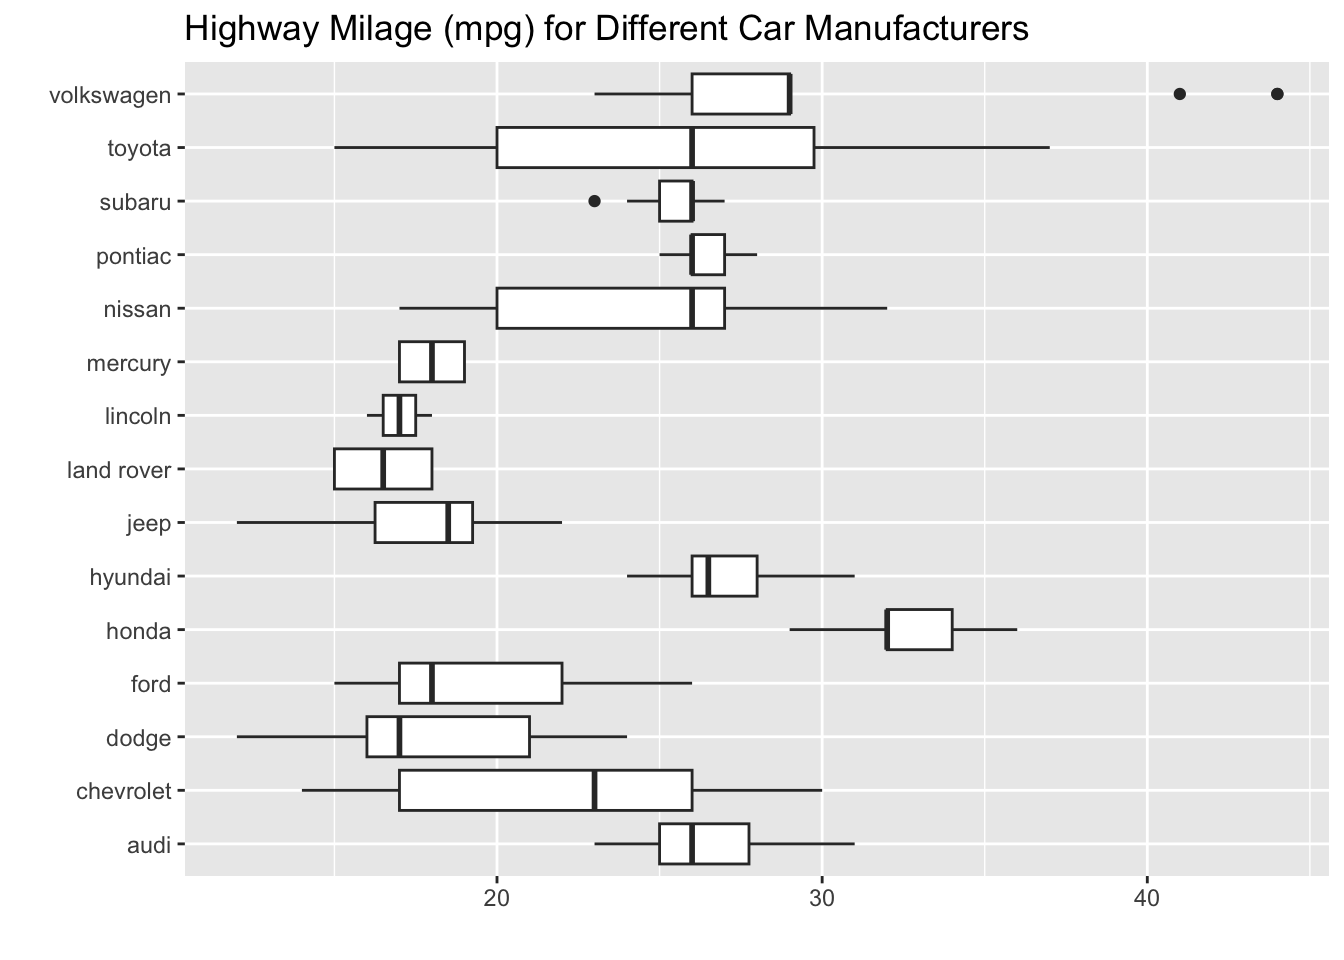 Highway Milage (mpg) for Different Car Manufacturers
volkswagen
toyota
subaru
pontiac
nissan
mercury
lincoln
land rover
jeep
hyundai
honda
ford
dodge
chevrolet
audi
20 30 40